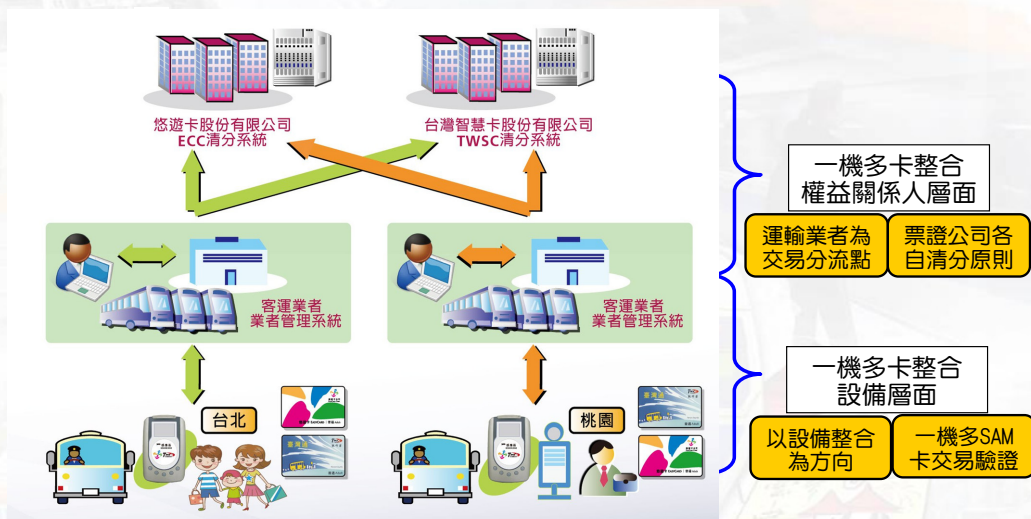 悠遊卡股份有限公司
ECC清分系統
台灣智慧卡股份有限公司
TWSC清分系統
一機多卡整合
權益關係人層面
運輸業者為
交易分流點
票證公司各
自清分原則
客運業者
業者管理系統
客運業者
業者管理系統
一機多卡整合
設備層面
以設備整合
為方向
一機多SAM
卡交易驗證
台北
臺灣通
桃園
臺灣通